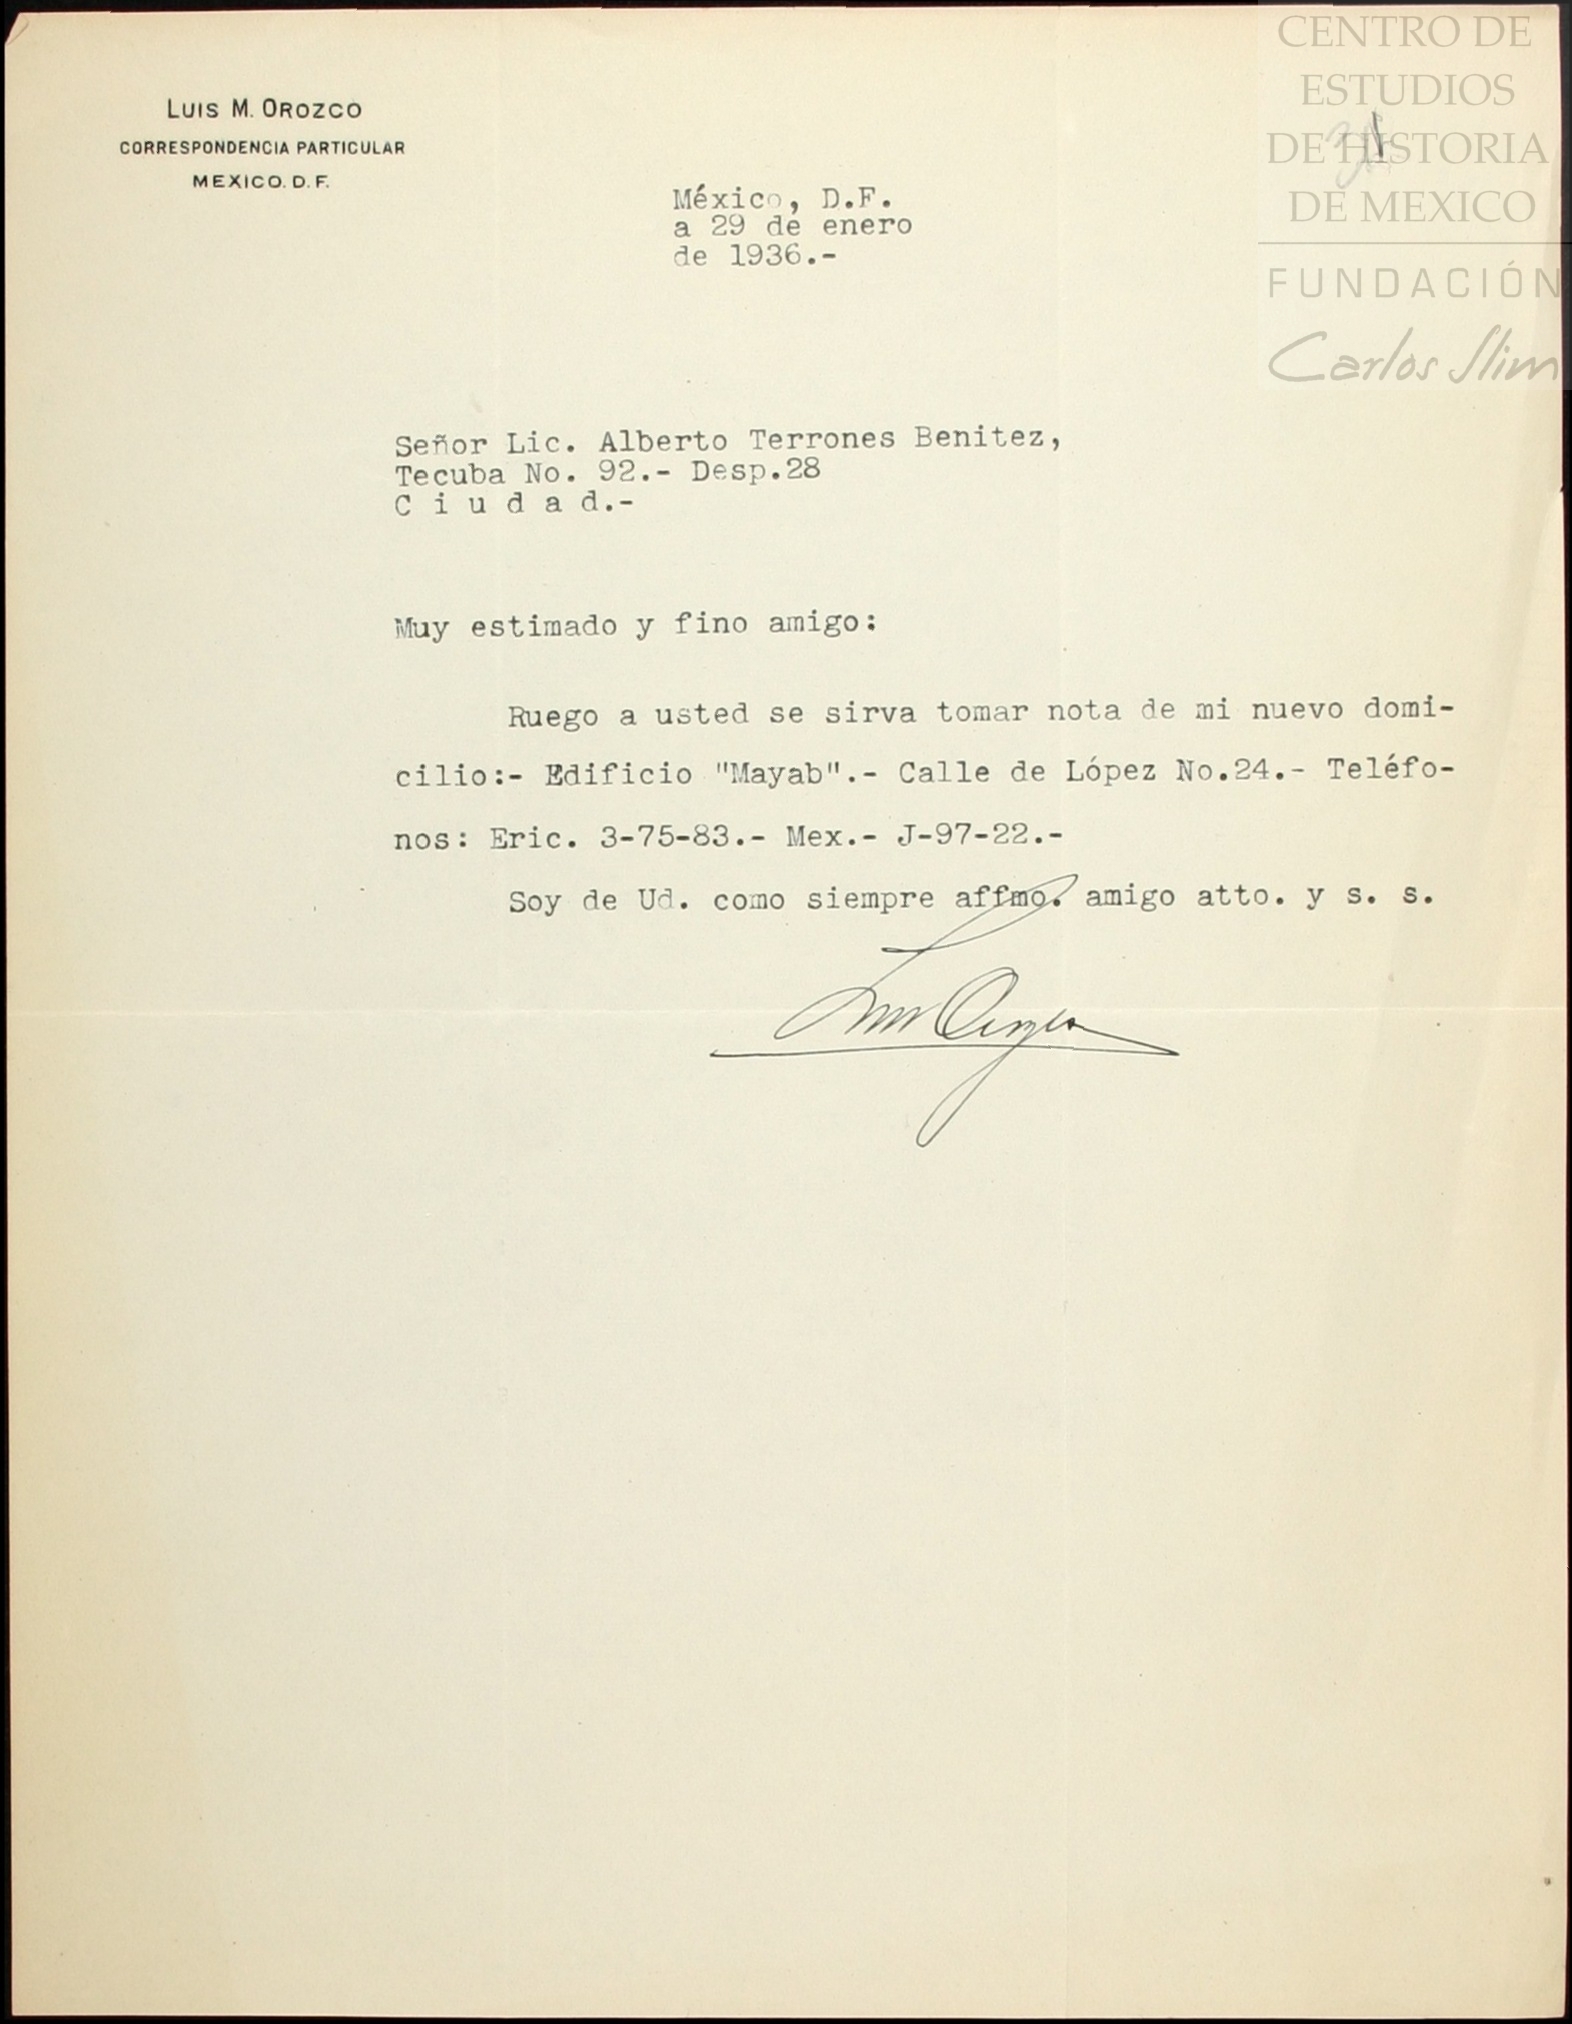 LUIS M. OROZCO
CORRESPONDENCIA PARTICULAR
MEXICO. D. F.
CENTRO DE
ESTUDIOS
DE HISTORIA
DE MEXICO
FUNDACIÓN
Carlos Slim
México, D.F.
a 29 de enero
de 1936.-
Señor Lic. Alberto Terrones Benitez,
Tecuba No. 92.- Desp.28
C i u d a d.-
Muy estimado y fino amigo:
Ruego a usted se sirva tomar nota de mi nuevo domi-
cilio:- Edificio "Mayab".- Calle de López No.24.- Teléfo-
nos: Eric. 3-75-83.- Mex.- J-97-22.-
Soy de Ud. como siempre affmo. amigo atto. y s. s.